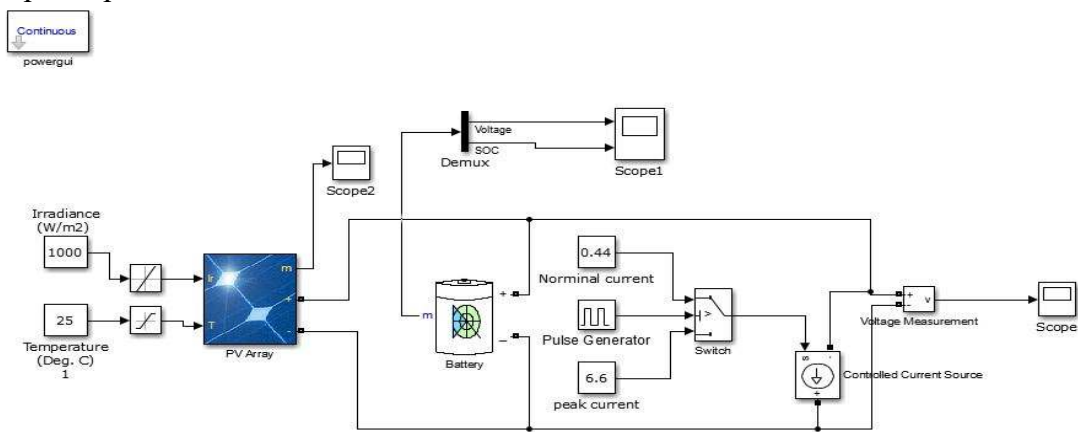 Continuous
powergui
Voltage
SOC
Demux
Scope1
Scope2
Irradiance
(W/m2)
1000
Ir
m
+
T
-
25
Temperature
(Deg. C)
1
PV Array
m
+
_
Battery
0.44
Norminal current
Pulse Generator
6.6
peak current
>
Switch
s
-
+
Controlled Current Source
+
-
v
Voltage Measurement
Scope